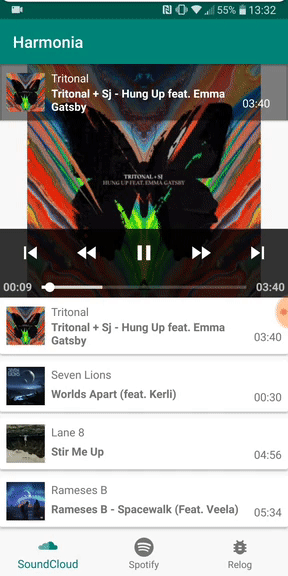 55% 13:32
Harmonia
Tritonal
Tritonal + Sj - Hung Up feat. Emma
Gatsby
03:40
TRITONAL + SJ
HUNG UP FEAT. EMMA GATSBY
00:09
03:40
Tritonal
Tritonal + Sj - Hung Up feat. Emma
Gatsby
03:40
Seven Lions
Worlds Apart (feat. Kerli)
00:30
Lane 8
Stir Me Up
04:56
Rameses B
Rameses B - Spacewalk (Feat. Veela)
05:34
SoundCloud
Spotify
Relog